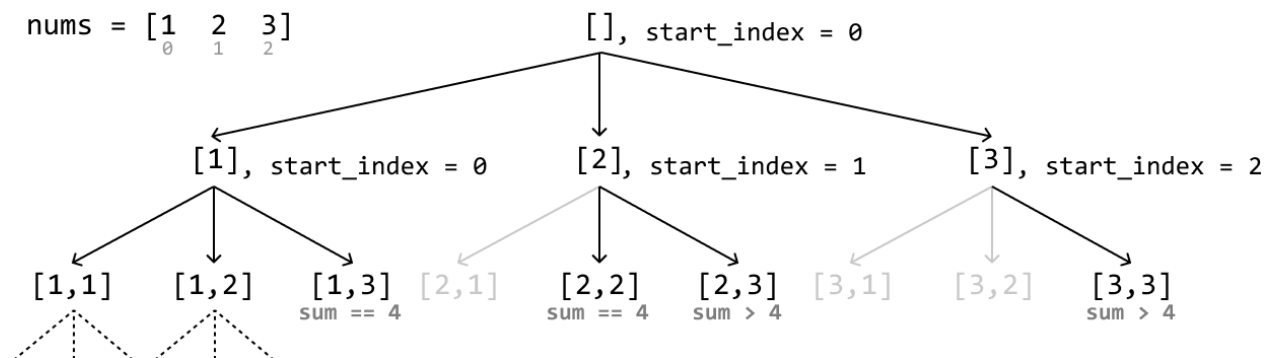 nums = [1 2 3]
0 1 2
[], start_index = 0
[1], start_index = 0
[2], start_index = 1
[3], start_index = 2
[1,1] [1,2] [1,3] [2,1] [2,2] [2,3] [3,1] [3,2] [3,3]
sum == 4 sum == 4 sum > 4 sum > 4